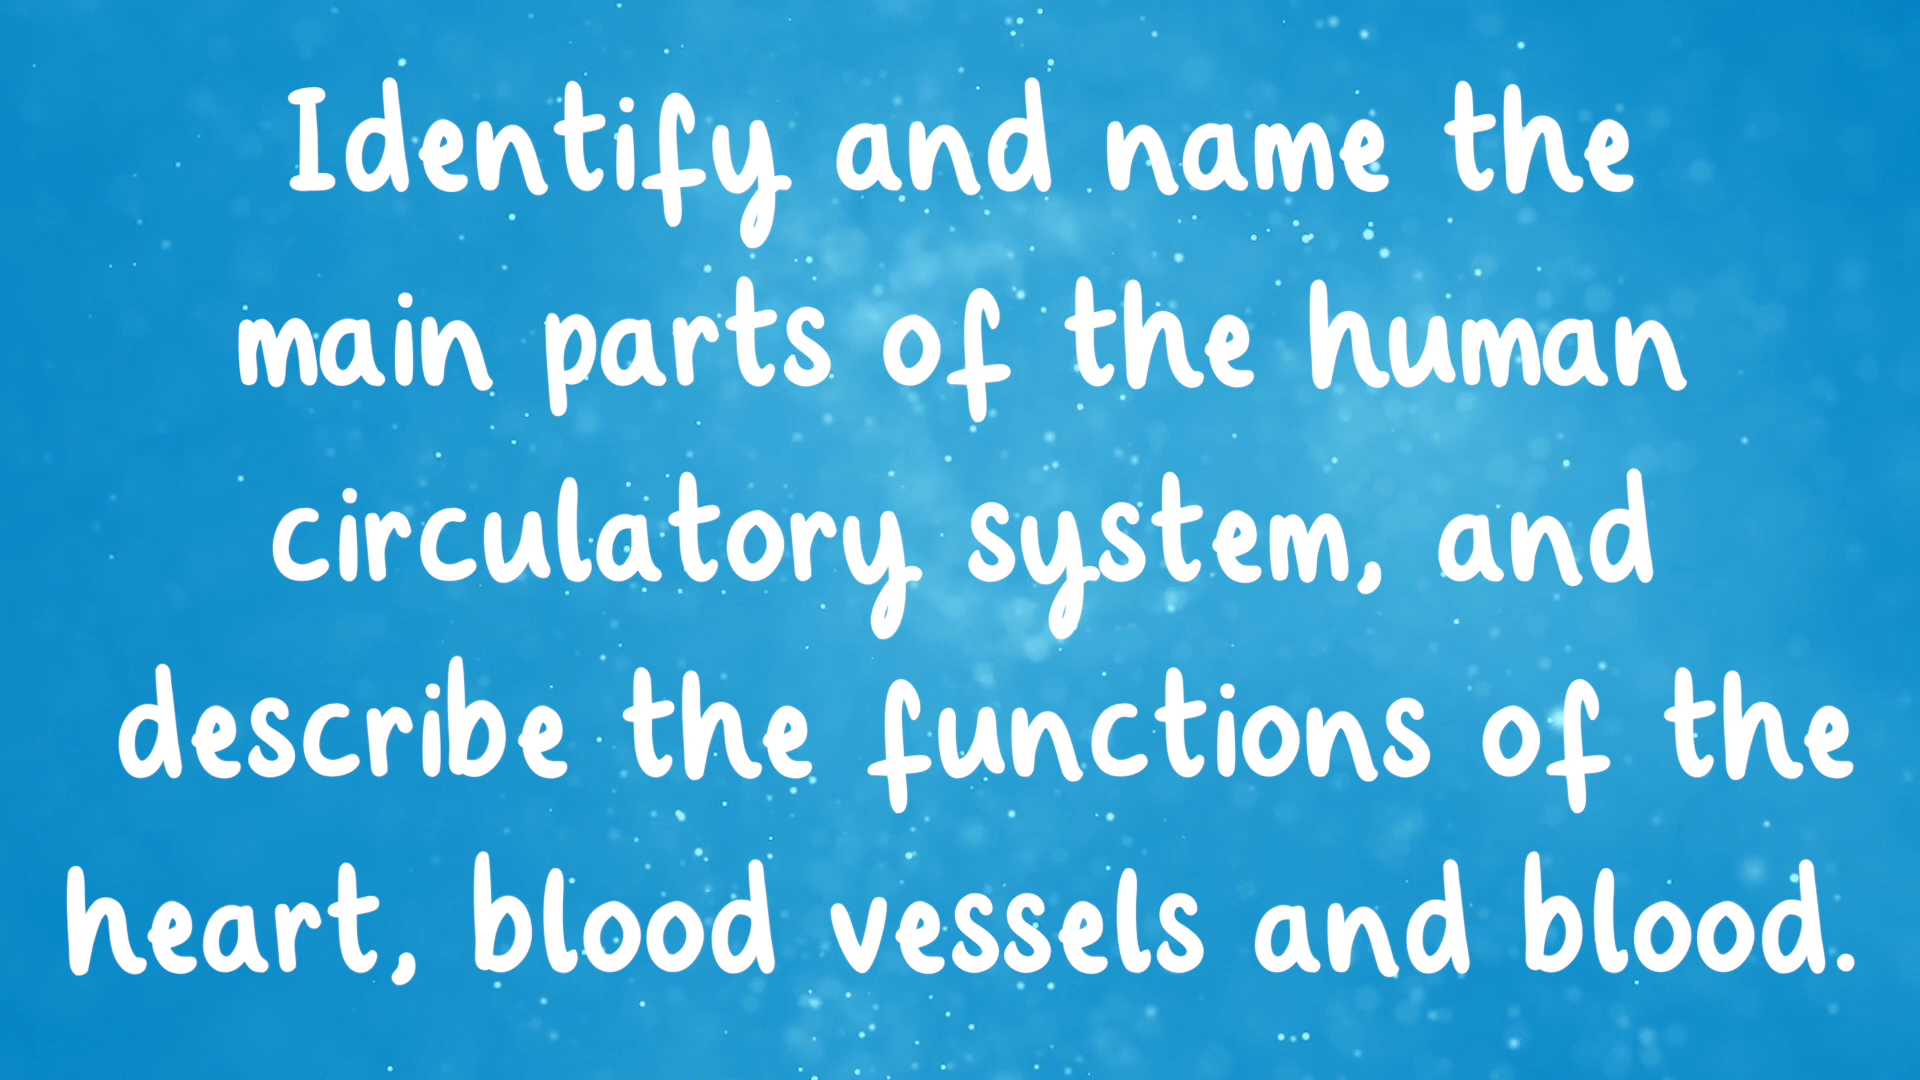 Identify and name the
main parts of the human
circulatory system, and
describe the functions of the
heart, blood vessels and blood.